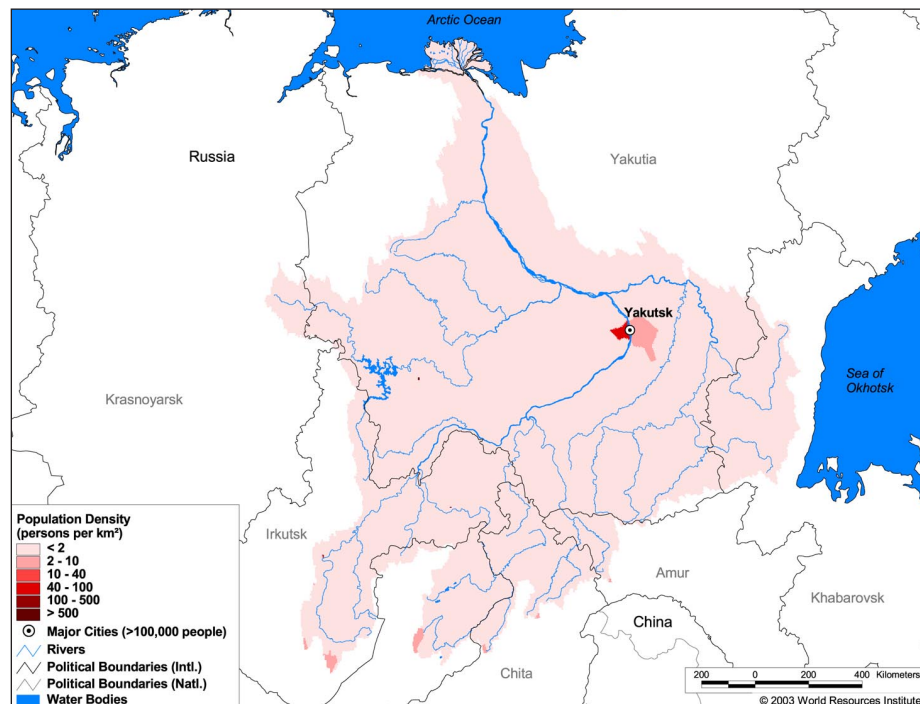 Arctic Ocean
Russia
Yakutia
Yakutsk
Sea of
Okhotsk
Krasnoyarsk
Population Density
(persons per km²)
< 2
2 - 10
10 - 40
40 - 100
100 - 500
> 500
Major Cities (>100,000 people)
Rivers
Political Boundaries (Intl.)
Political Boundaries (Natl.)
Water Bodies
Irkutsk
Amur
Khabarovsk
China
Chita
200 0 200 400 Kilometers
© 2003 World Resources Institute